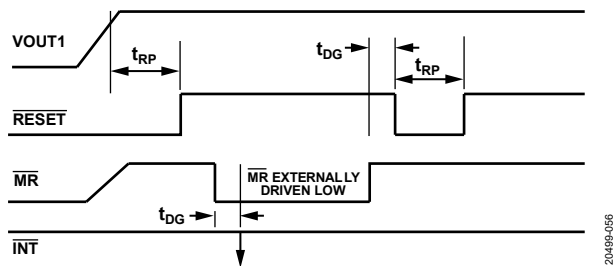 VOUT1
tRP
tDG
tRP
RESET
MR
MR EXTERNALLY
DRIVEN LOW
tDG
INT
20499-056